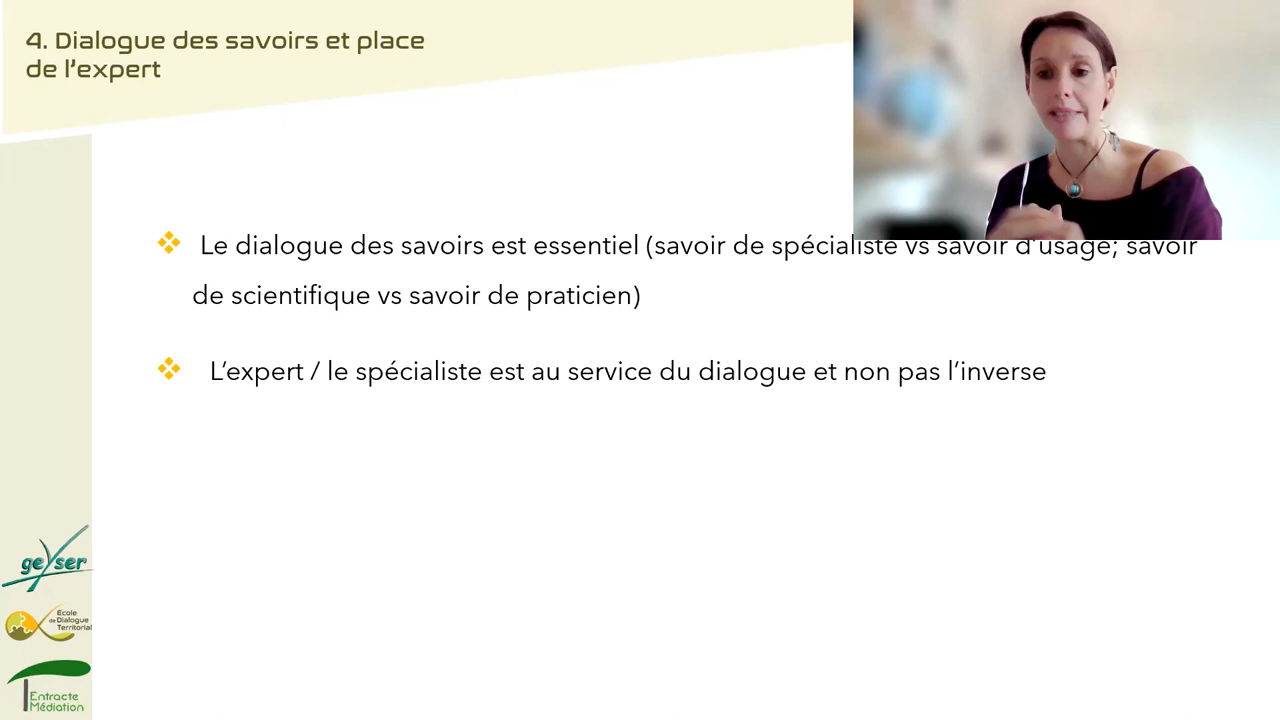 4. Dialogue des savoirs et place
de l'expert
Le dialogue des savoirs est essentiel (savoir de spécialiste vs savoir d'usage; savoir
de scientifique vs savoir de praticien)
L'expert / le spécialiste est au service du dialogue et non pas l'inverse
geyser
Ecole
de Dialogue
Territorial
Entracte
Médiation